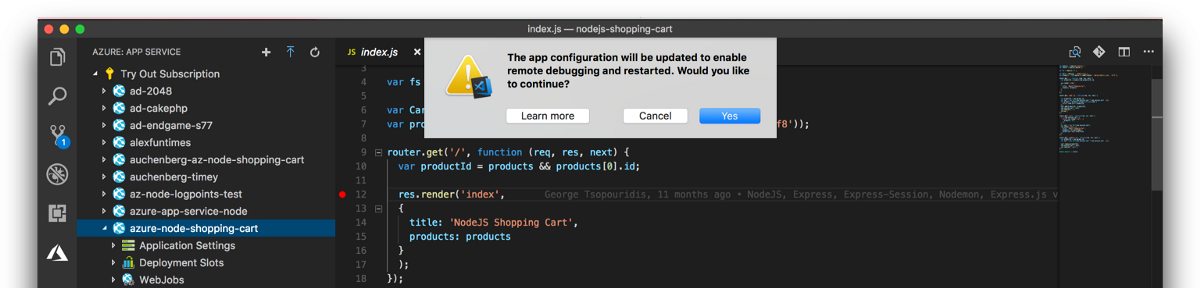 index.js — nodejs-shopping-cart
AZURE: APP SERVICE
Try Out Subscription
ad-2048
ad-cakephp
ad-endgame-s77
alexfuntimes
auchenberg-az-node-shopping-cart
auchenberg-timey
az-node-logpoints-test
azure-app-service-node
azure-node-shopping-cart
Application Settings
Deployment Slots
WebJobs
1
JS index.js
The app configuration will be updated to enable
remote debugging and restarted. Would you like
to continue?
Learn more
Cancel
Yes
3
4 var fs
5
6 var Car
7 var pro f8'));
8
9 router.get('/', function (req, res, next) {
10 var productId = products && products[0].id;
11
12 res.render('index', George Tsopouridis, 11 months ago • NodeJS, Express, Express-Session, Nodemon, Express.js v
13 {
14 title: 'NodeJS Shopping Cart',
15 products: products
16 }
17 );
18 });